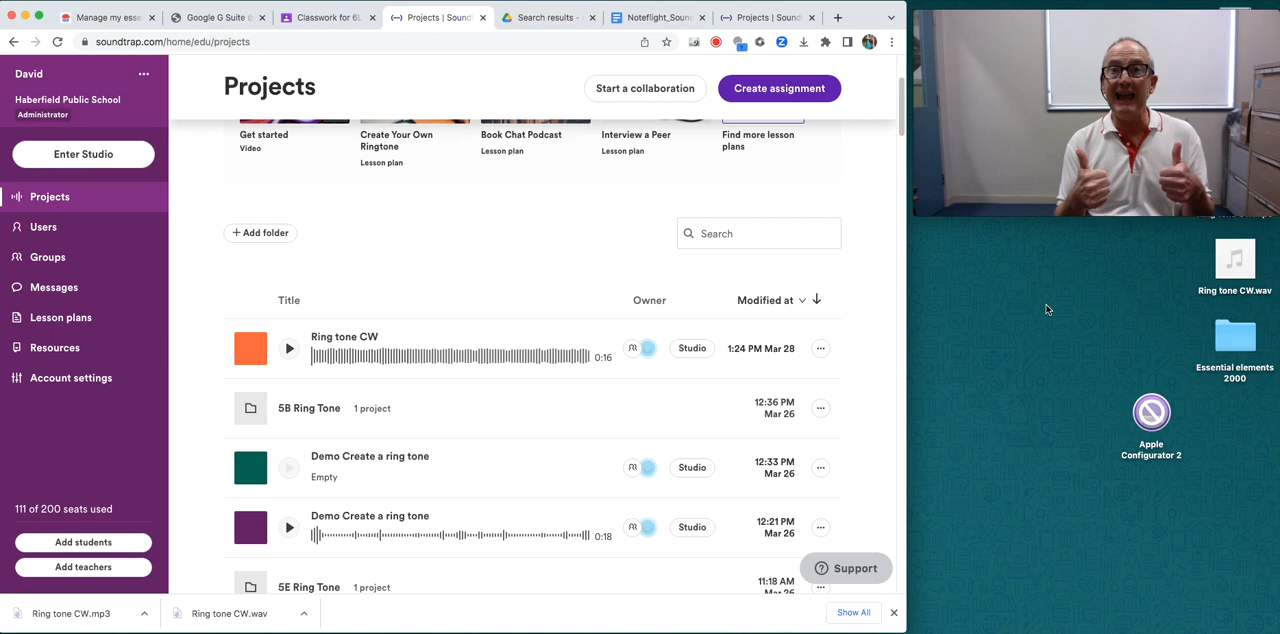 Manage my esse
Google G Suite (
Classwork for 6L
Projects | Sound
Search results -
Noteflight_Soun
Projects | Soundt
soundtrap.com/home/edu/projects
David
Haberfield Public School
Administrator
Enter Studio
Projects
Users
Groups
Messages
Lesson plans
Resources
Account settings
111 of 200 seats used
Add students
Add teachers
Projects
Start a collaboration
Create assignment
Get started
Video
Create Your Own
Ringtone
Lesson plan
Book Chat Podcast
Lesson plan
Interview a Peer
Lesson plan
Find more lesson
plans
+ Add folder
Search
Title
Owner
Modified at
Ring tone CW
0:16
Studio
1:24 PM Mar 28
5B Ring Tone 1 project
12:36 PM
Mar 26
Demo Create a ring tone
Empty
Studio
12:33 PM
Mar 26
Demo Create a ring tone
0:18
Studio
12:21 PM
Mar 26
5E Ring Tone 1 project
11:18 AM
Support
Ring tone CW.mp3
Ring tone CW.wav
Show All
Ring tone CW.wav
Essential elements
2000
Apple
Configurator 2